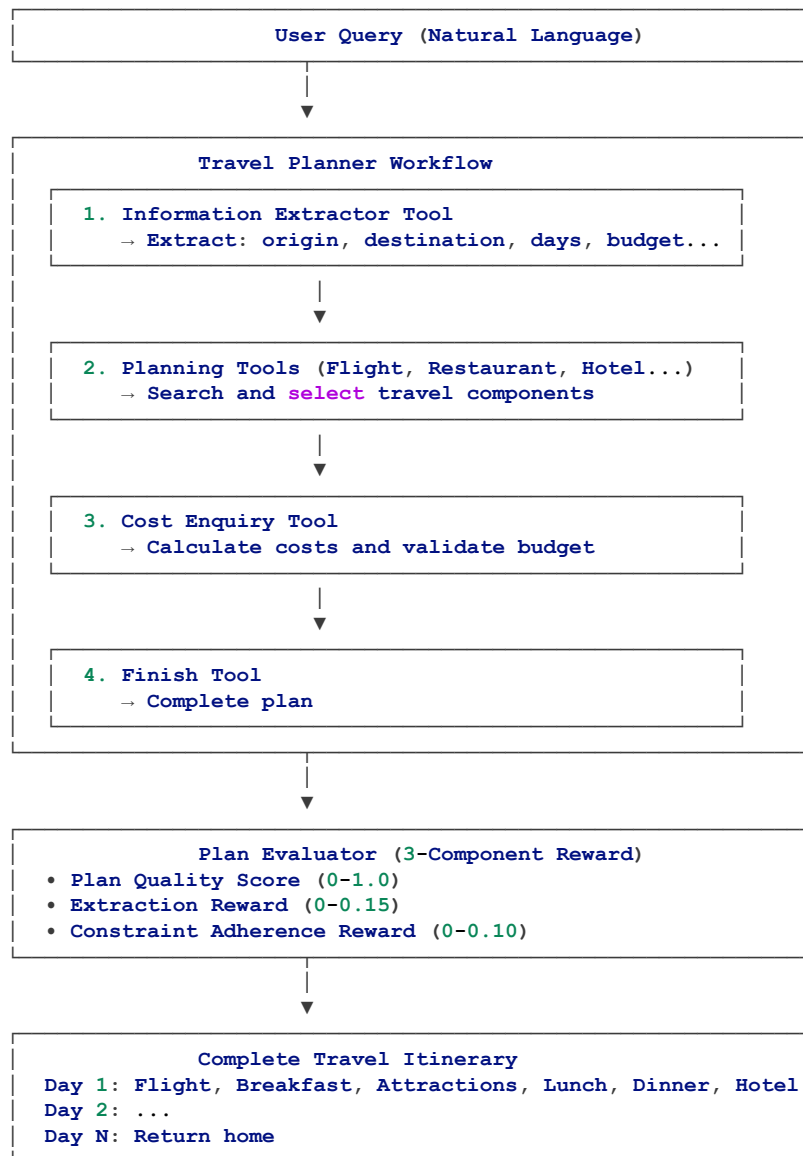 User Query (Natural Language)
Travel Planner Workflow
1. Information Extractor Tool
→ Extract: origin, destination, days, budget...
2. Planning Tools (Flight, Restaurant, Hotel...)
→ Search and select travel components
3. Cost Enquiry Tool
→ Calculate costs and validate budget
4. Finish Tool
→ Complete plan
Plan Evaluator (3-Component Reward)
• Plan Quality Score (0-1.0)
• Extraction Reward (0-0.15)
• Constraint Adherence Reward (0-0.10)
Complete Travel Itinerary
Day 1: Flight, Breakfast, Attractions, Lunch, Dinner, Hotel
Day 2: ...
Day N: Return home